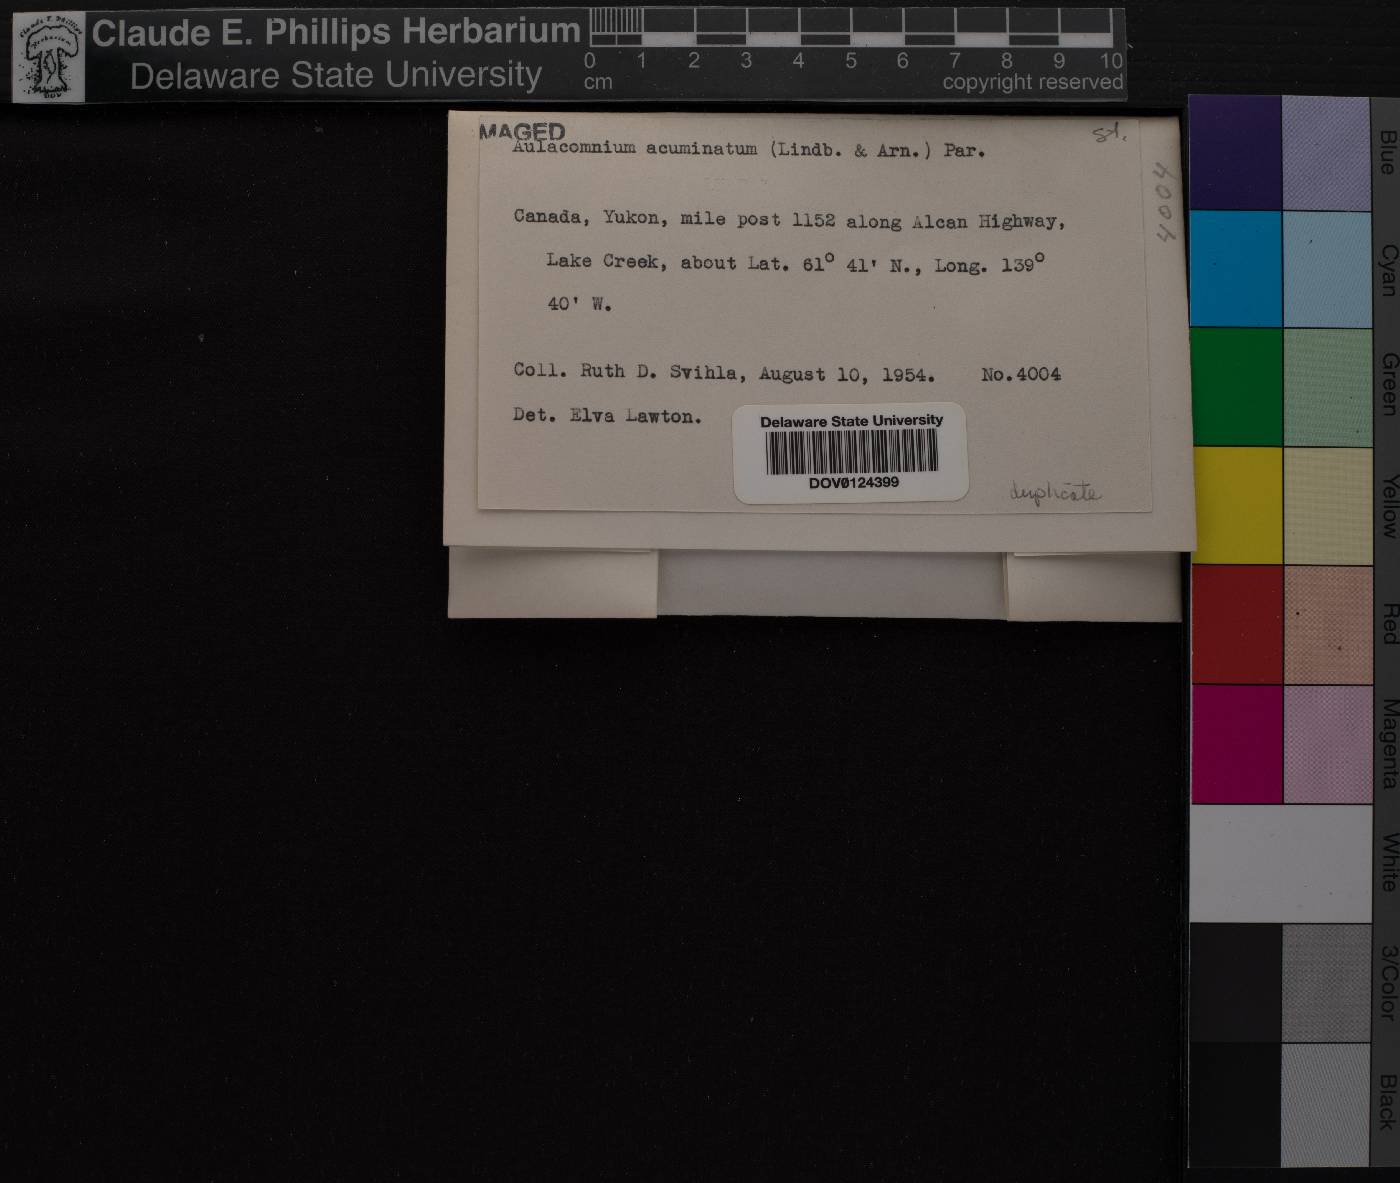 Claude E. Phillips Herbarium
Delaware State University
0 1 2 3 4 5 6 7 8 9 10
cm
copyright reserved
MAGED
Aulacomnium acuminatum (Lindb. & Arn.) Par.
st.
4004
Canada, Yukon, mile post 1152 along Alcan Highway,
Lake Creek, about Lat. 61° 41' N., Long. 139°
40' W.
Coll. Ruth D. Svihla, August 10, 1954. No.4004
Det. Elva Lawton.
Delaware State University
DOV0124399
duplicate
Blue
Cyan
Green
Yellow
Red
Magenta
White
3/Color
Black